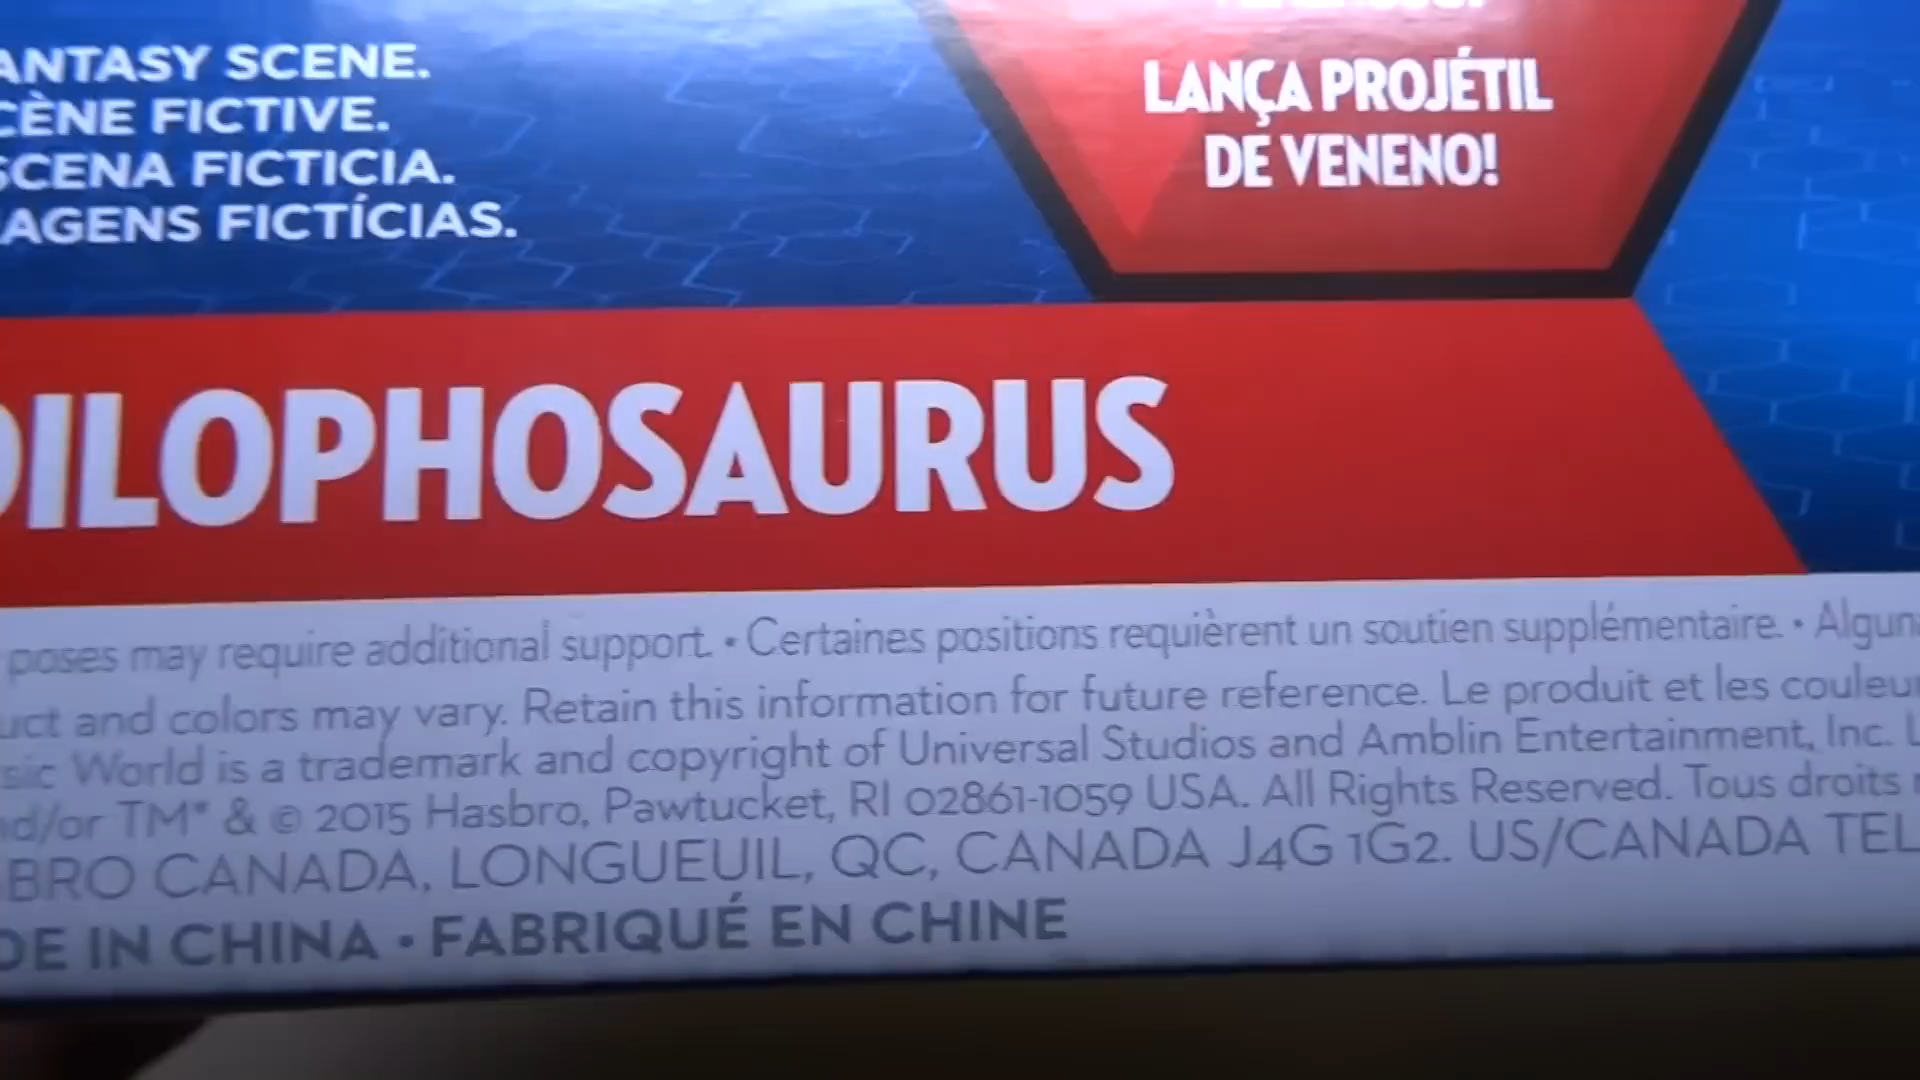 ANTASY SCENE.
CÈNE FICTIVE.
SCENA FICTICIA.
AGENS FICTÍCIAS.
LANÇA PROJÉTIL
DE VENENO!
DILOPHOSAURUS
poses may require additional support. • Certaines positions requièrent un soutien supplémentaire. • Algun
uct and colors may vary. Retain this information for future reference. Le produit et les couleu
sic World is a trademark and copyright of Universal Studios and Amblin Entertainment, Inc. L
nd/or TM* & © 2015 Hasbro, Pawtucket, RI 02861-1059 USA. All Rights Reserved. Tous droits r
BRO CANADA, LONGUEUIL, QC, CANADA J4G 1G2. US/CANADA TEL
DE IN CHINA • FABRIQUÉ EN CHINE